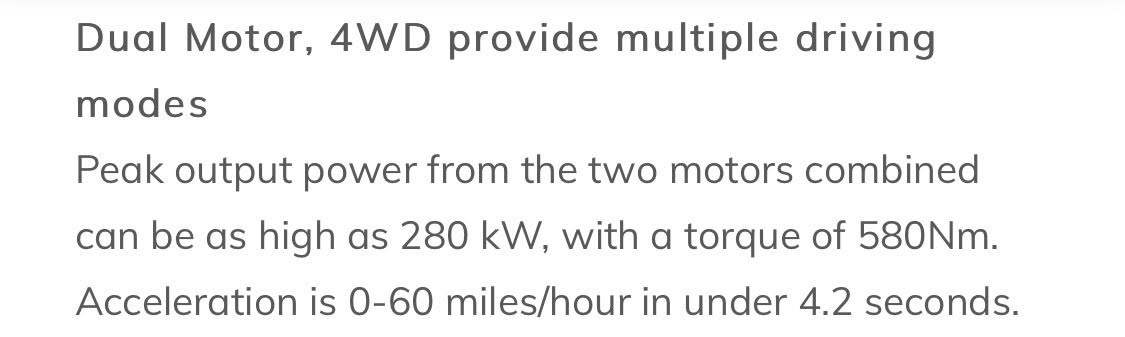 Dual Motor, 4WD provide multiple driving
modes
Peak output power from the two motors combined
can be as high as 280 kW, with a torque of 580Nm.
Acceleration is 0-60 miles/hour in under 4.2 seconds.